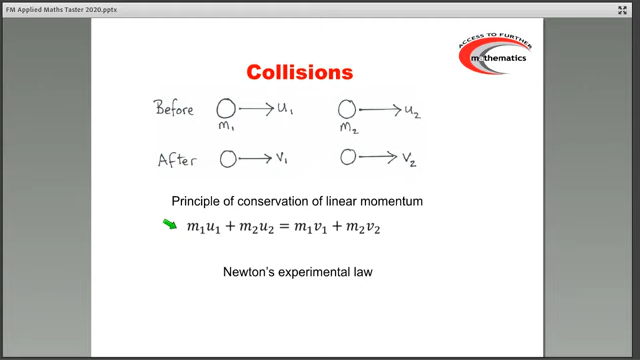 FM Applied Maths Taster 2020.pptx
ACCESS TO FURTHER
mathematics
Collisions
Before m₁ u₁ m₂ u₂
After v₁ v₂
Principle of conservation of linear momentum
m₁u₁ + m₂u₂ = m₁v₁ + m₂v₂
Newton's experimental law